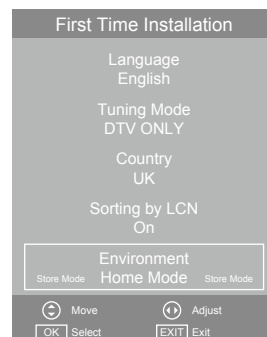 First Time Installation
Language
English
Tuning Mode
DTV ONLY
Country
UK
Sorting by LCN
On
Environment
Store Mode Home Mode Store Mode
Move Adjust
OK Select EXIT Exit